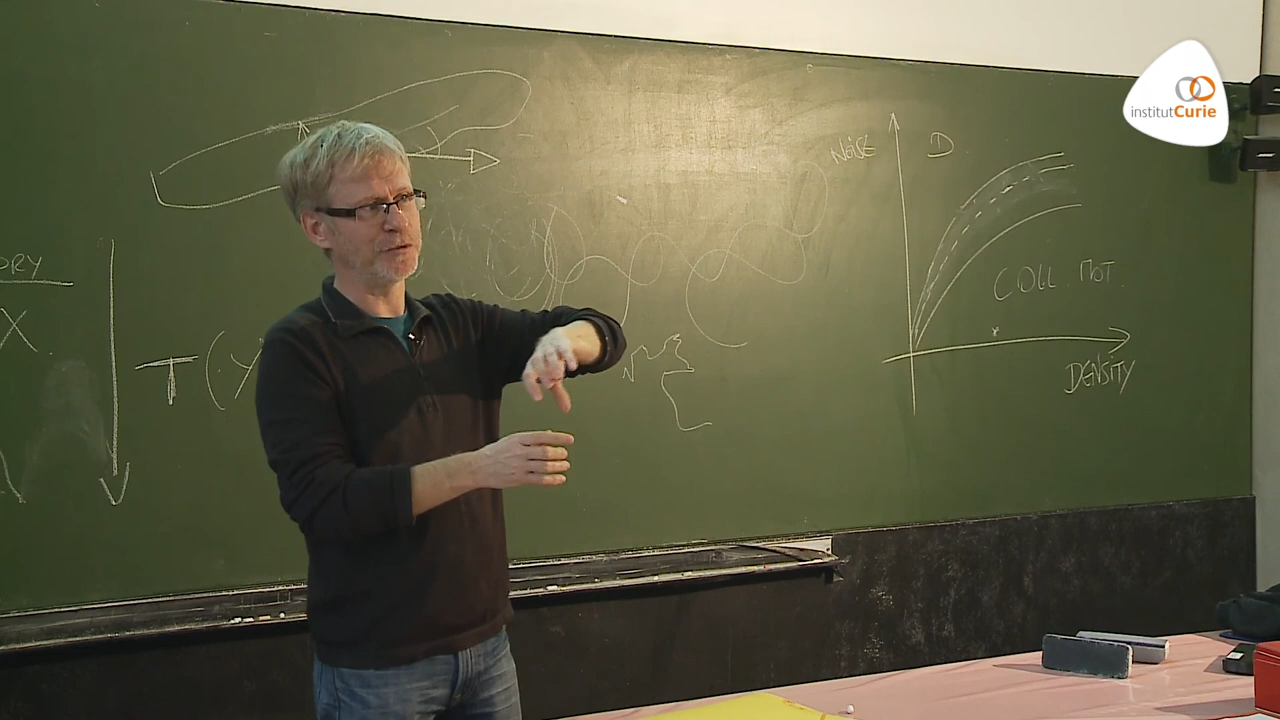 institutCurie
NOISE
D
COLL. MOT.
DENSITY
ORY
X
T(Y